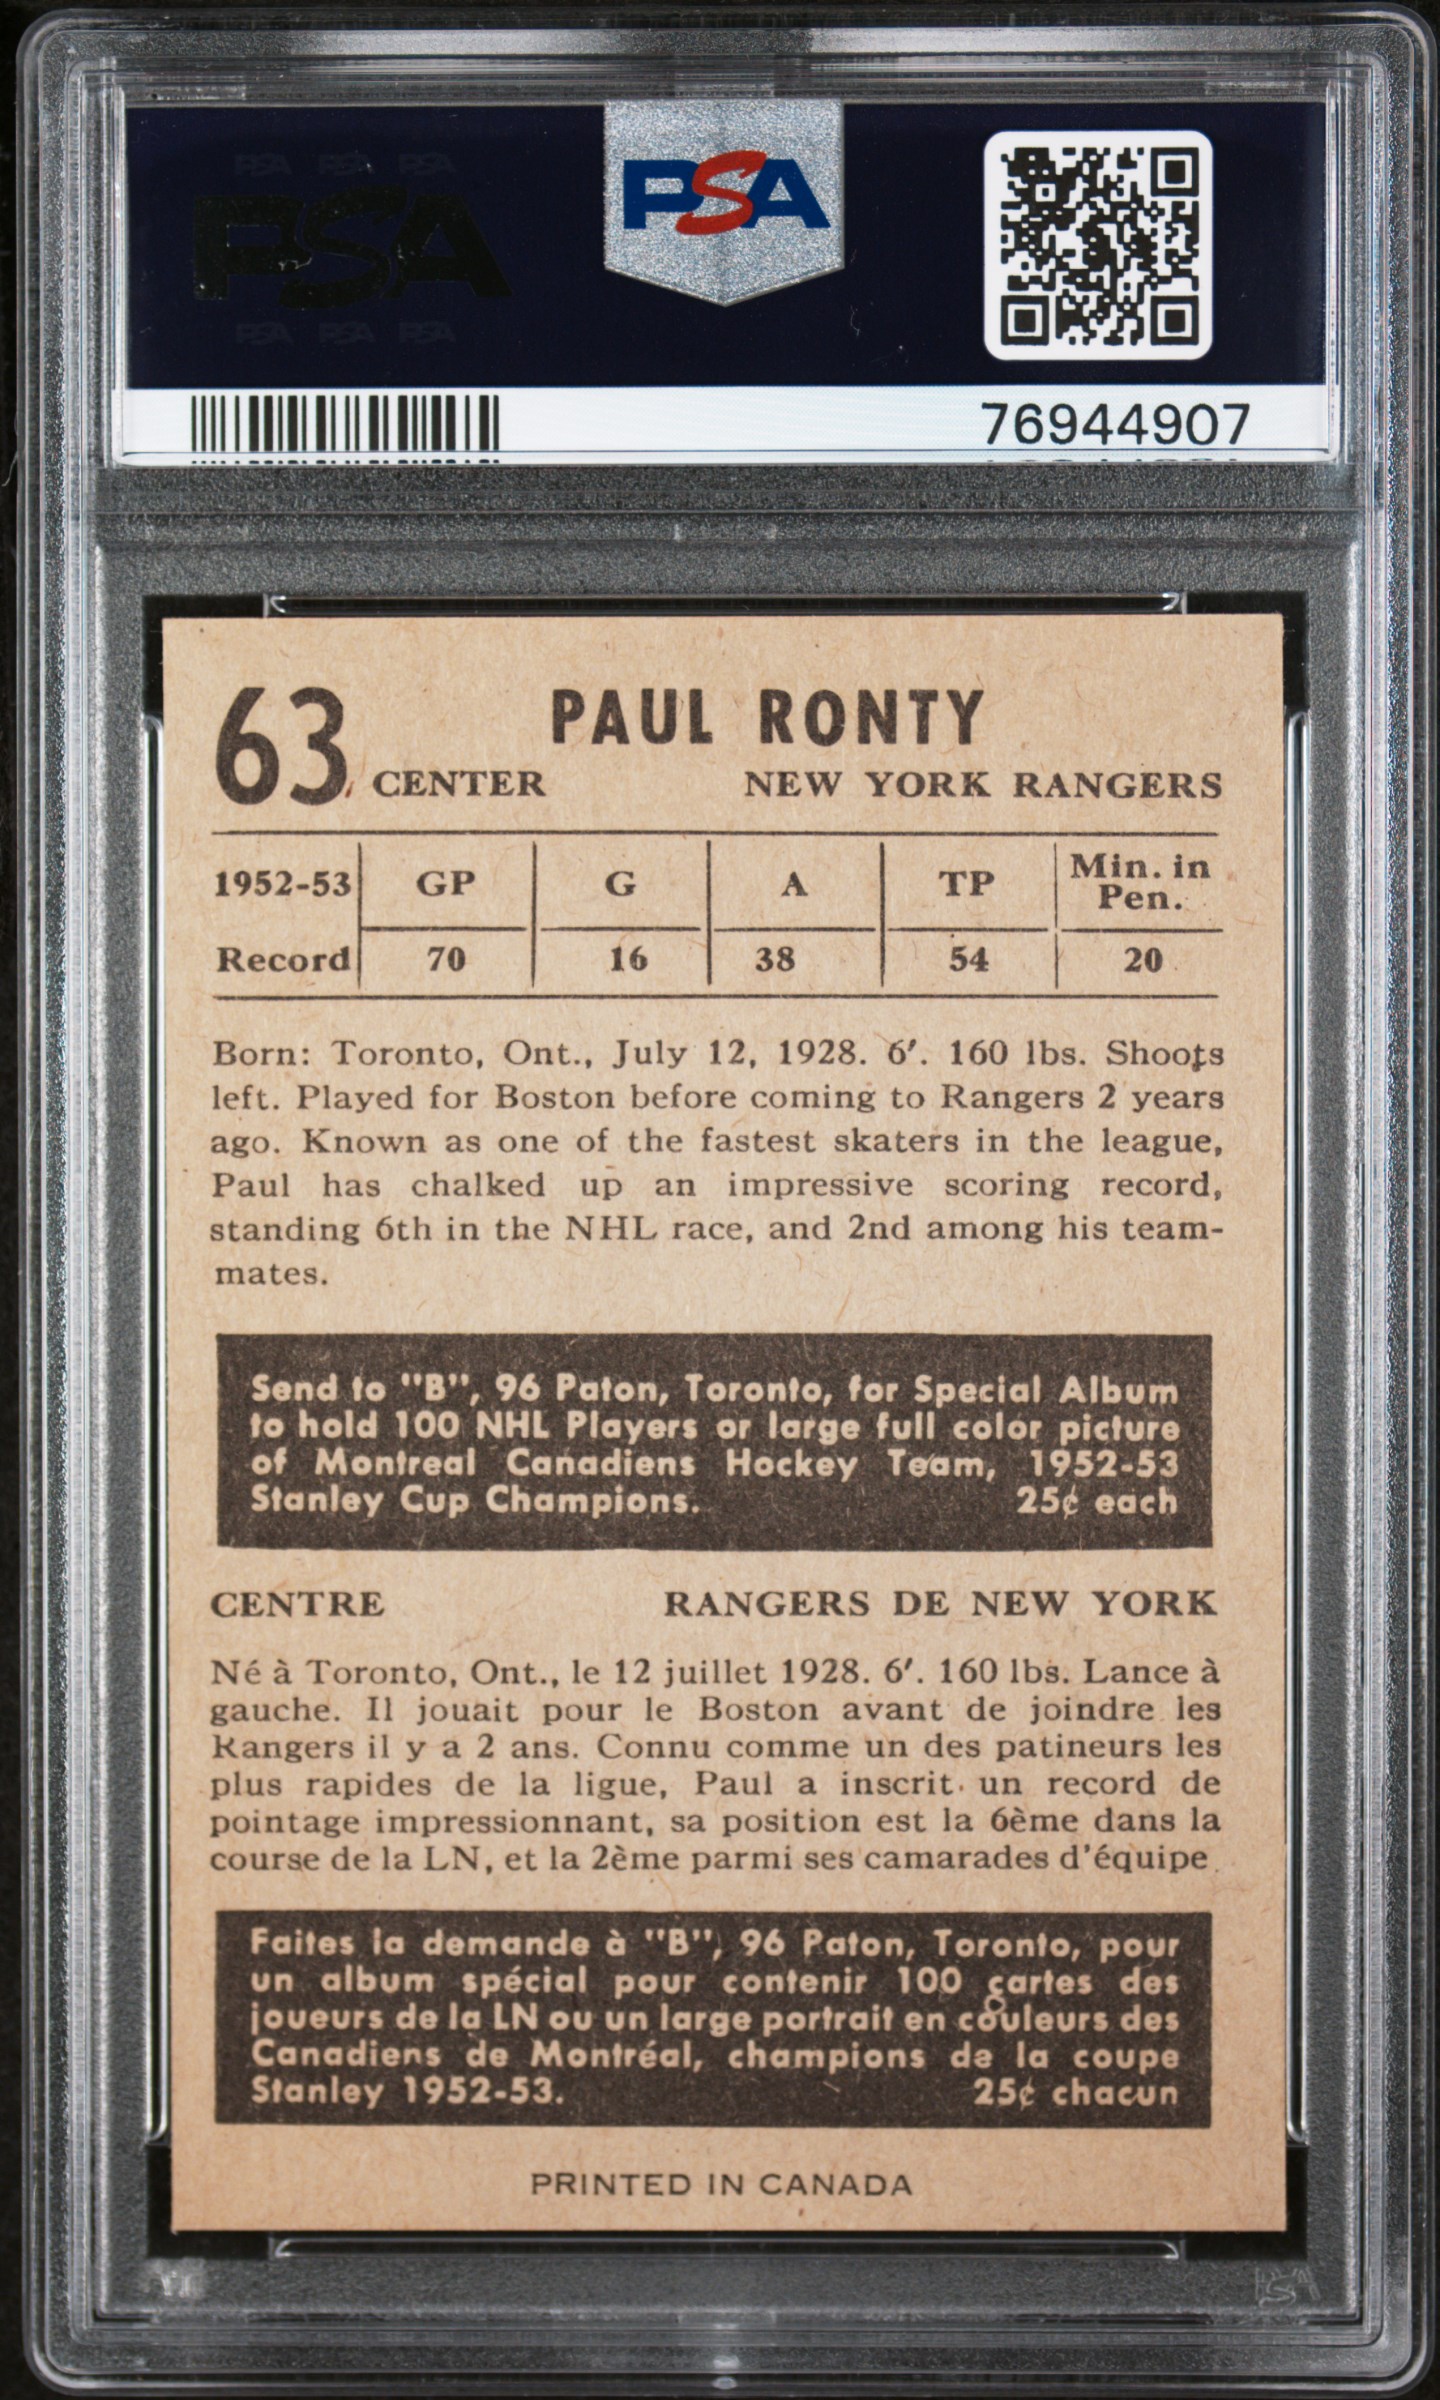 PSA PSA PSA
PSA
PSA PSA PSA
PSA
76944907
63 PAUL RONTY
CENTER NEW YORK RANGERS
1952-53 GP G A TP Min. in Pen.
Record 70 16 38 54 20
Born: Toronto, Ont., July 12, 1928. 6'. 160 lbs. Shoots
left. Played for Boston before coming to Rangers 2 years
ago. Known as one of the fastest skaters in the league,
Paul has chalked up an impressive scoring record,
standing 6th in the NHL race, and 2nd among his team-
mates.
Send to "B", 96 Paton, Toronto, for Special Album
to hold 100 NHL Players or large full color picture
of Montreal Canadiens Hockey Team, 1952-53
Stanley Cup Champions. 25¢ each
CENTRE RANGERS DE NEW YORK
Né à Toronto, Ont., le 12 juillet 1928. 6'. 160 lbs. Lance à
gauche. Il jouait pour le Boston avant de joindre les
Rangers il y a 2 ans. Connu comme un des patineurs les
plus rapides de la ligue, Paul a inscrit un record de
pointage impressionnant, sa position est la 6ème dans la
course de la LN, et la 2ème parmi ses camarades d'équipe
Faites la demande à "B", 96 Paton, Toronto, pour
un album spécial pour contenir 100 cartes des
joueurs de la LN ou un large portrait en couleurs des
Canadiens de Montréal, champions de la coupe
Stanley 1952-53. 25¢ chacun
PRINTED IN CANADA
PSA